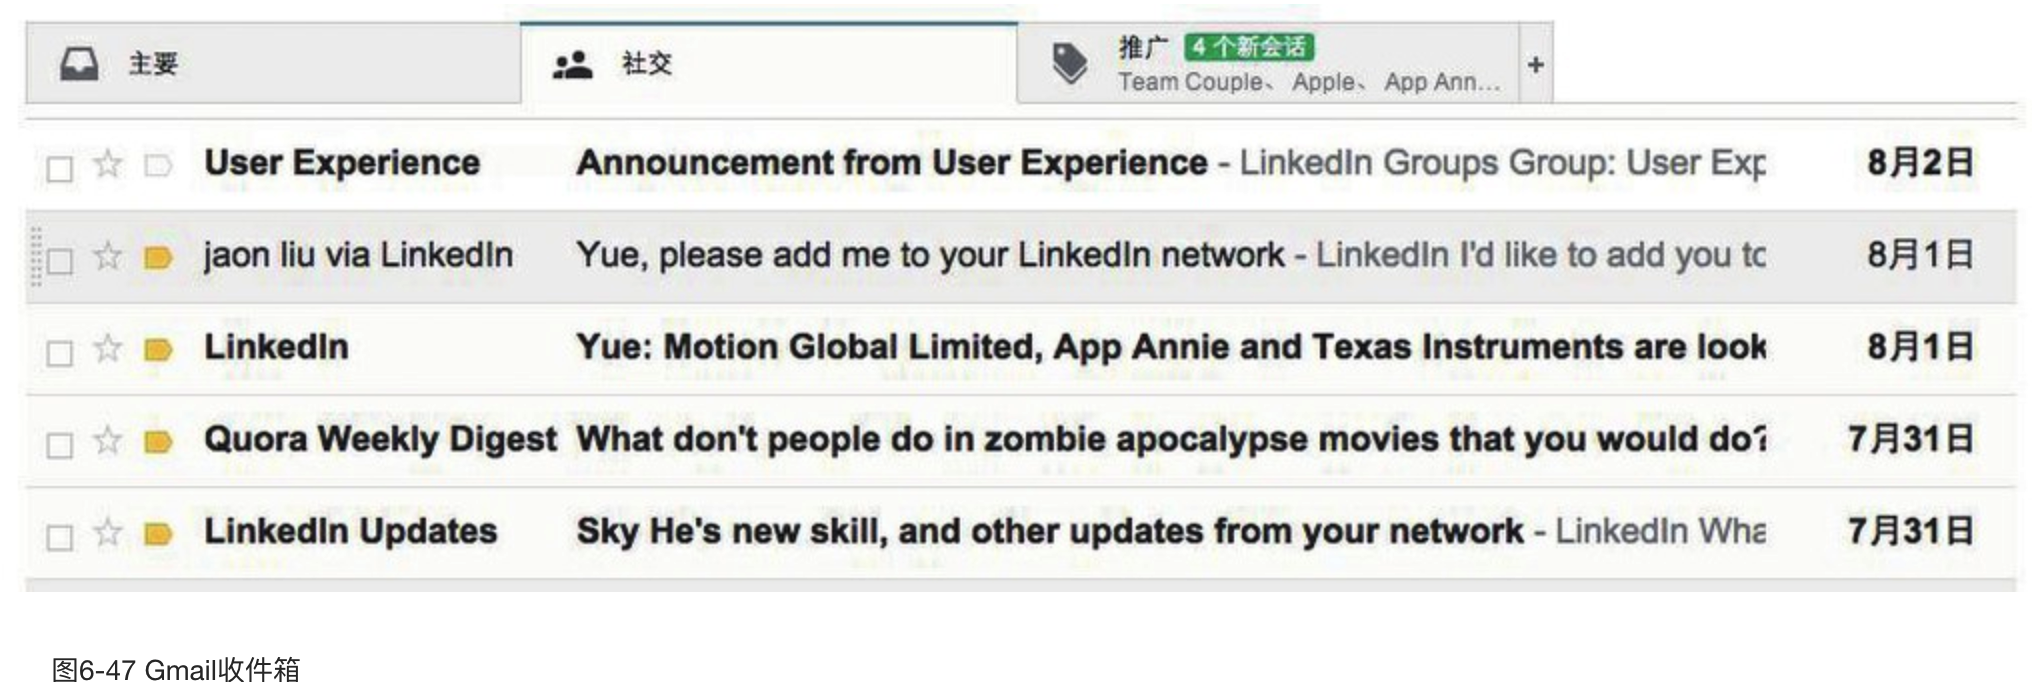 主要
社交
推广 4 个新会话
Team Couple、 Apple、 App Ann...
+
User Experience Announcement from User Experience - LinkedIn Groups Group: User Exp 8月2日
jaon liu via LinkedIn Yue, please add me to your LinkedIn network - LinkedIn I'd like to add you to 8月1日
LinkedIn Yue: Motion Global Limited, App Annie and Texas Instruments are look 8月1日
Quora Weekly Digest What don't people do in zombie apocalypse movies that you would do? 7月31日
LinkedIn Updates Sky He's new skill, and other updates from your network - LinkedIn Wha 7月31日
图6-47 Gmail收件箱